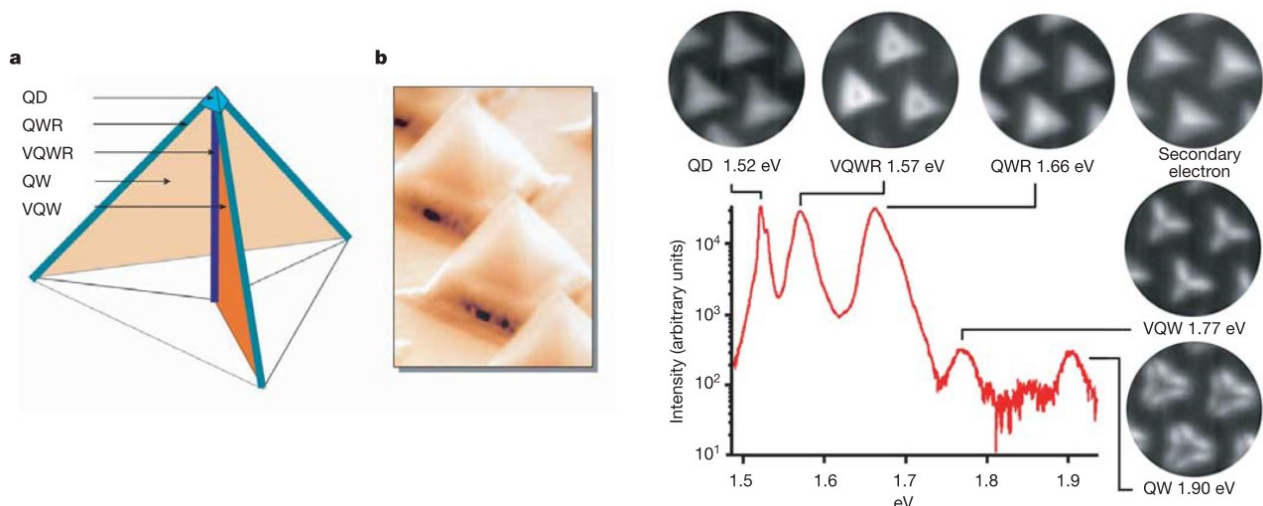 a
QD
QWR
VQWR
QW
VQW
b
QD 1.52 eV
VQWR 1.57 eV
QWR 1.66 eV
Secondary
electron
VQW 1.77 eV
QW 1.90 eV
Intensity (arbitrary units)
10⁴
10³
10²
10¹
1.5 1.6 1.7 1.8 1.9
eV